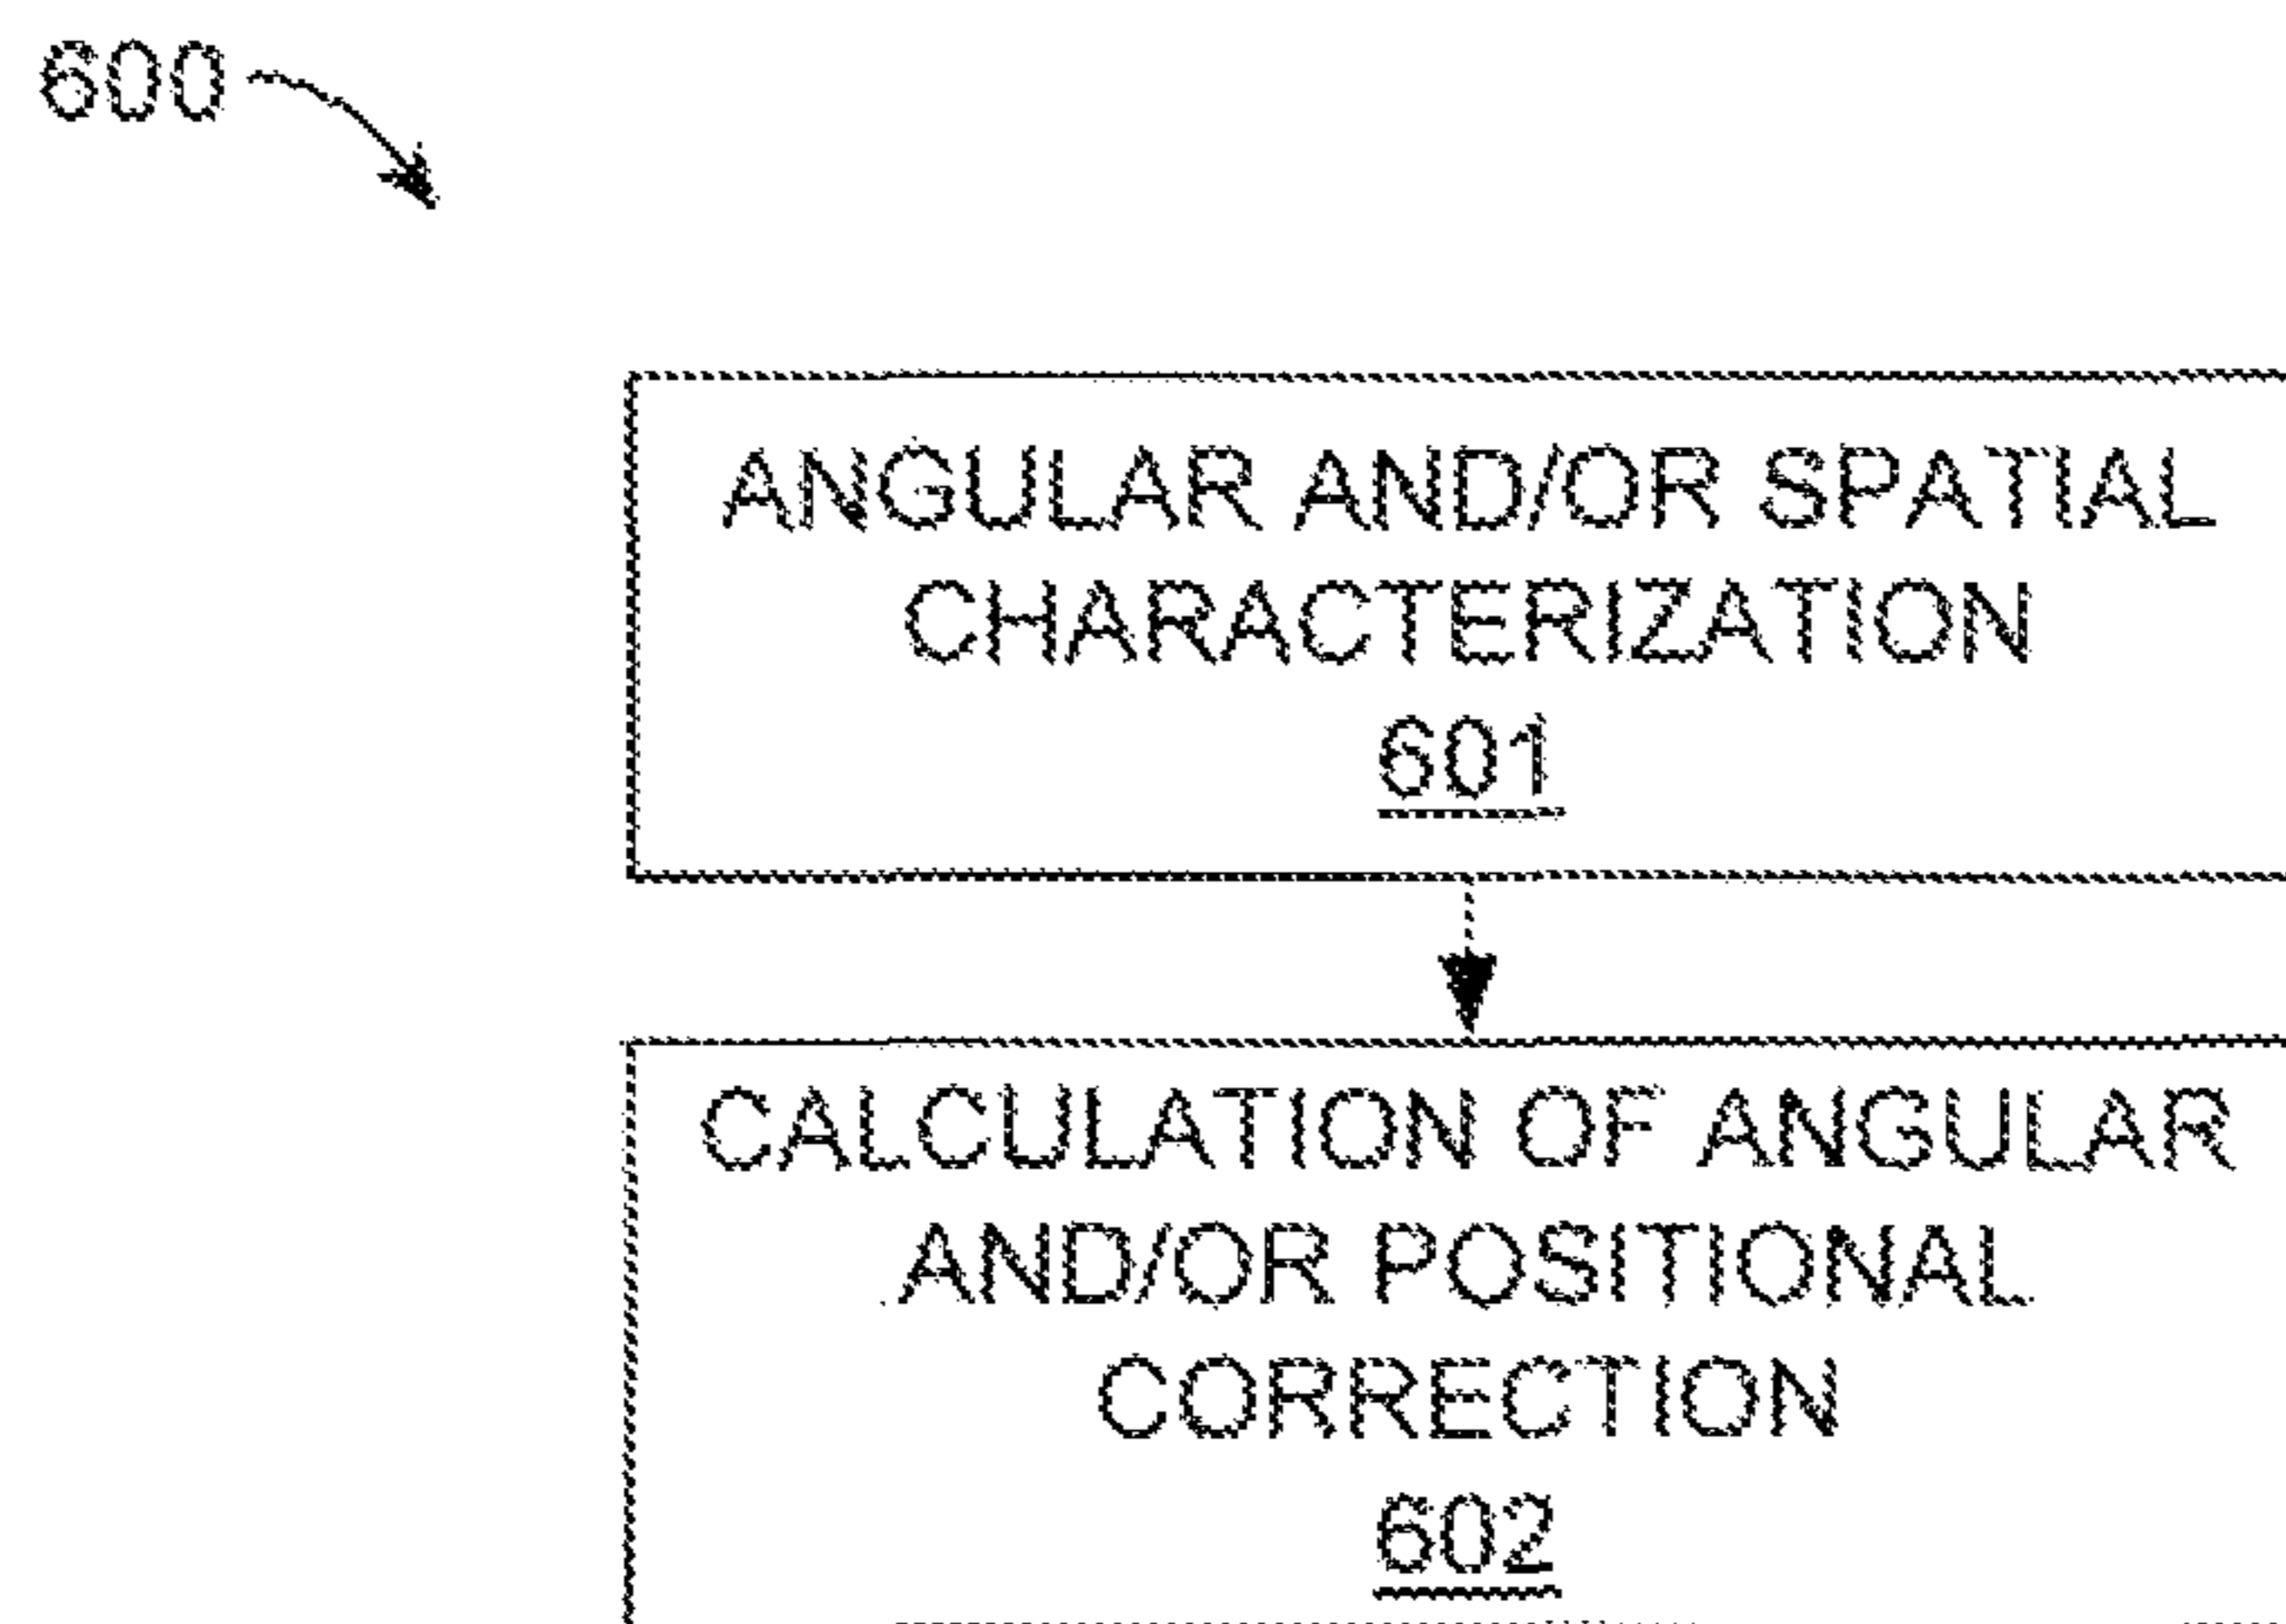 600
ANGULAR AND/OR SPATIAL
CHARACTERIZATION
601
CALCULATION OF ANGULAR
AND/OR POSITIONAL
CORRECTION
602